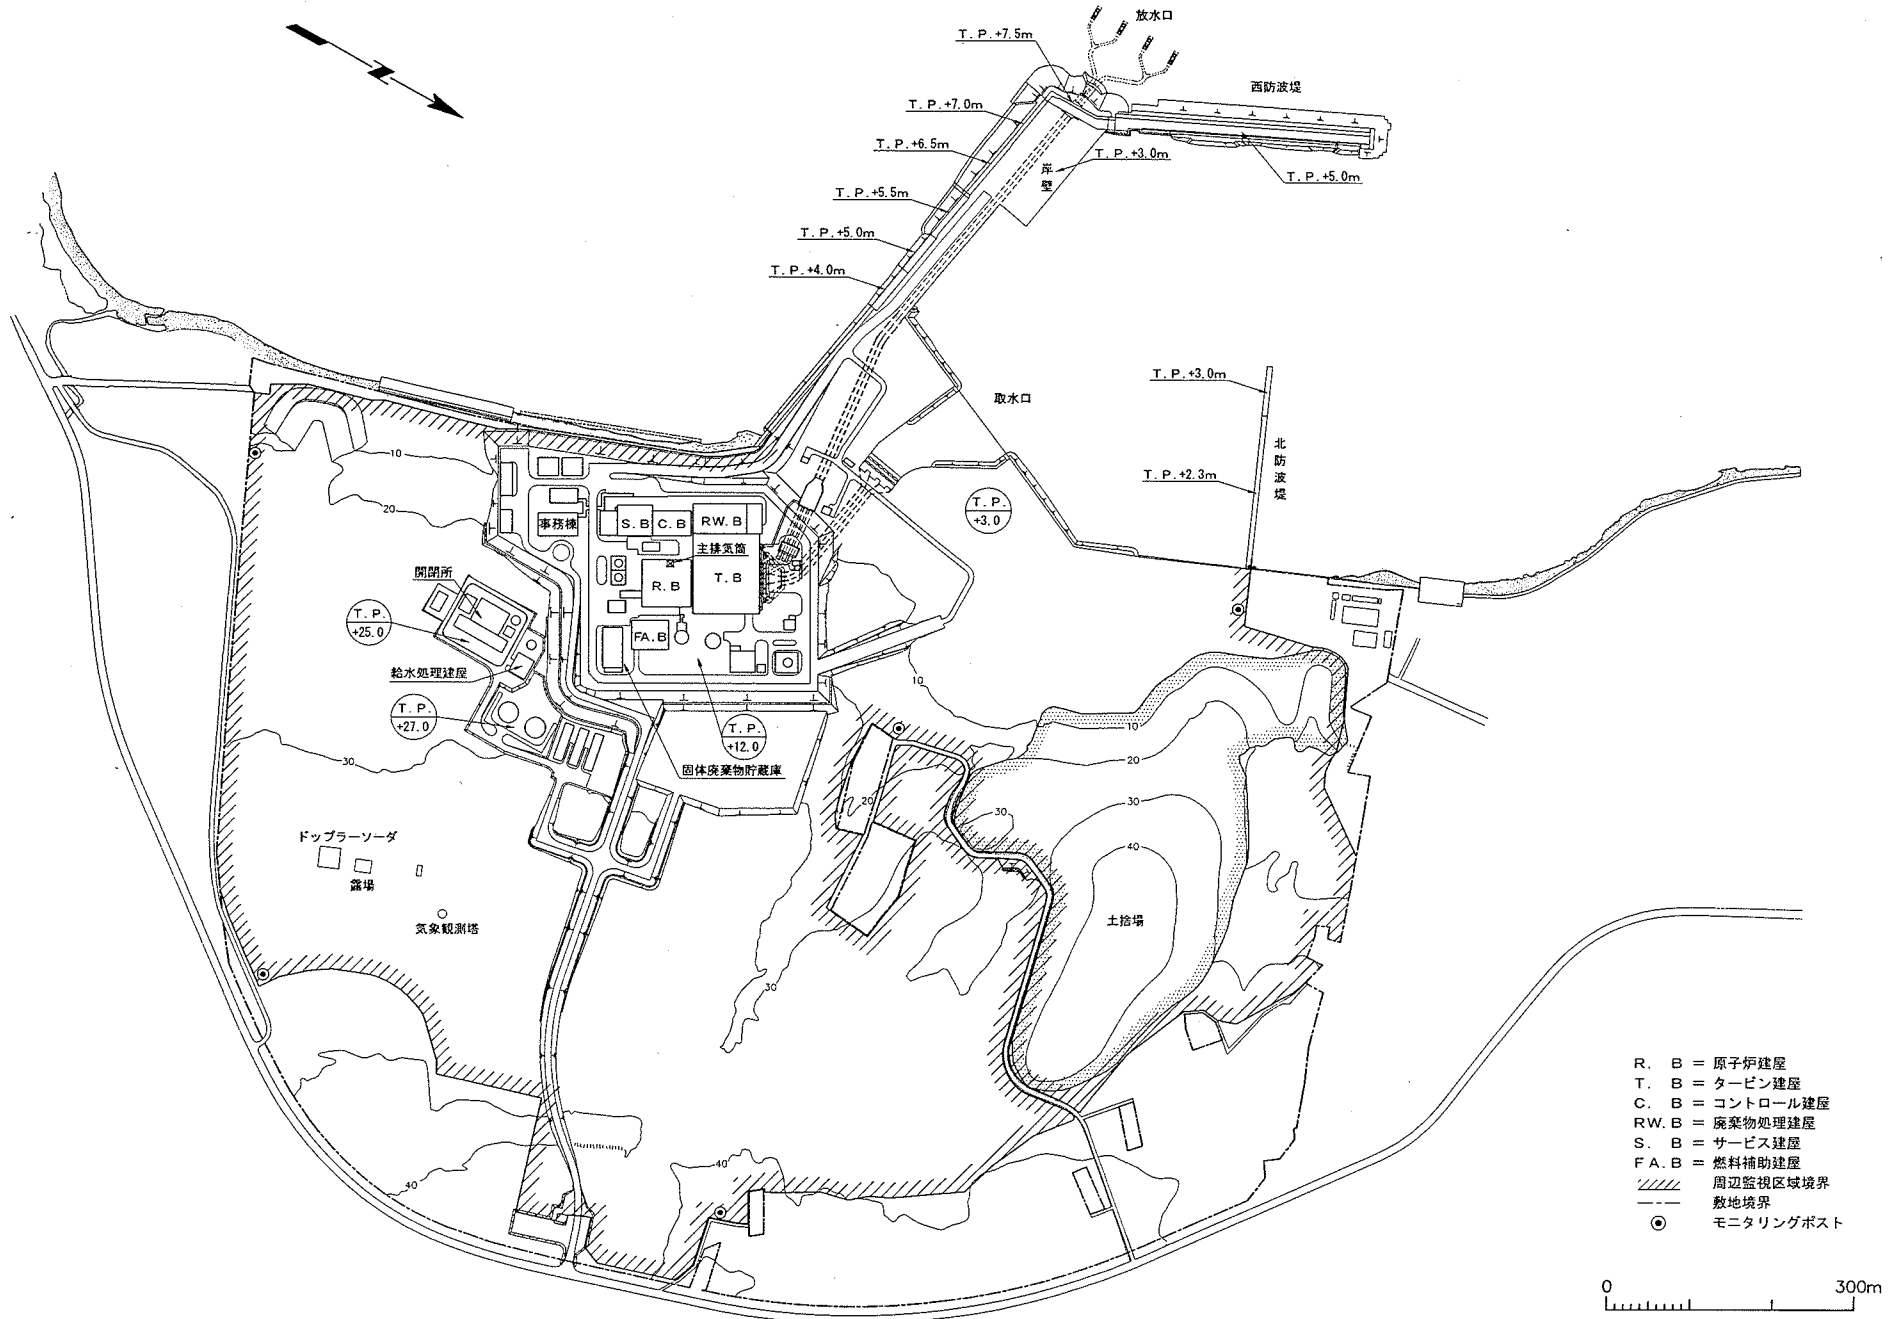 放水口
T.P.+7.5m
西防波堤
T.P.+7.0m
T.P.+6.5m
岸壁
T.P.+3.0m
T.P.+5.0m
T.P.+5.5m
T.P.+5.0m
T.P.+4.0m
N
T.P.+3.0m
取水口
北防波堤
T.P.+2.3m
10
20
T.P.
+3.0
事務棟
S.B
C.B
RW.B
主排気筒
開閉所
R.B
T.B
T.P.
+25.0
FA.B
給水処理建屋
10
T.P.
+27.0
T.P.
+12.0
固体廃棄物貯蔵庫
30
10
20
30
40
20
30
ドップラーソーダ
露場
気象観測塔
土捨場
30
40
40
R. B = 原子炉建屋
T. B = タービン建屋
C. B = コントロール建屋
RW. B = 廃棄物処理建屋
S. B = サービス建屋
FA. B = 燃料補助建屋
周辺監視区域境界
敷地境界
モニタリングポスト
0 300m